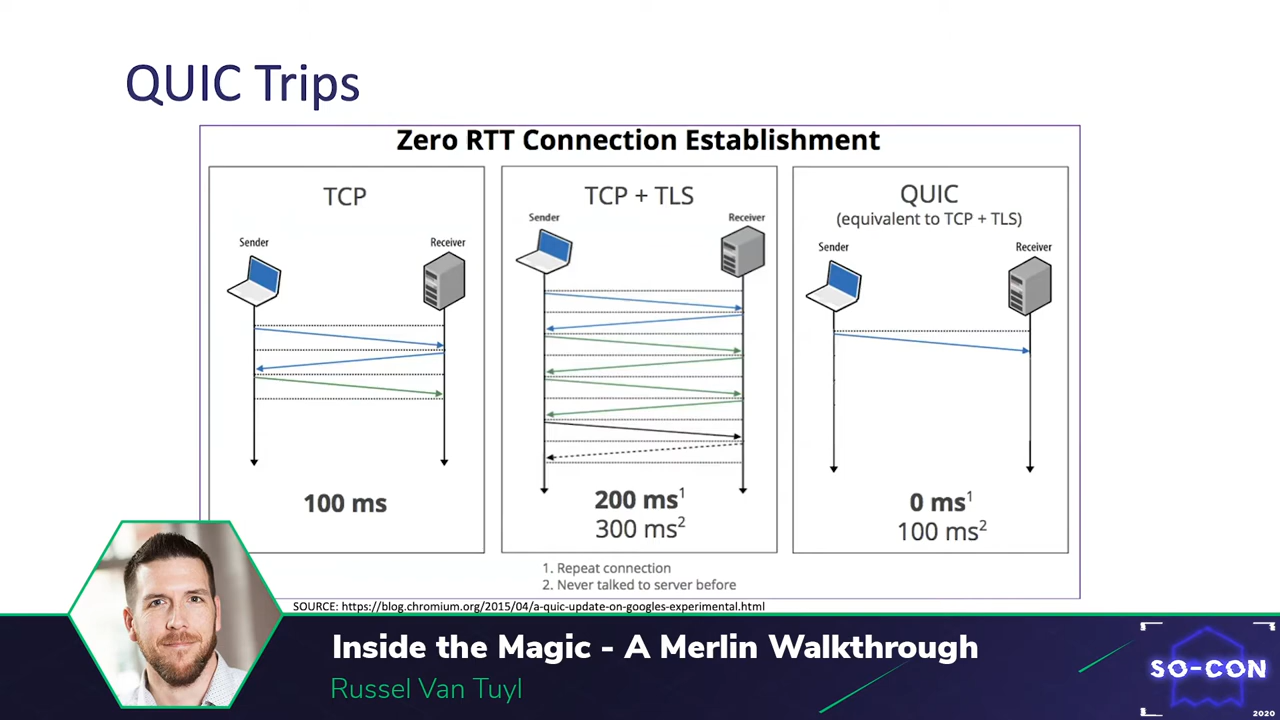 QUIC Trips
Zero RTT Connection Establishment
TCP
Sender
Receiver
100 ms
TCP + TLS
Sender
Receiver
200 ms¹
300 ms²
QUIC
(equivalent to TCP + TLS)
Sender
Receiver
0 ms¹
100 ms²
1. Repeat connection
2. Never talked to server before
SOURCE: https://blog.chromium.org/2015/04/a-quic-update-on-googles-experimental.html
Inside the Magic - A Merlin Walkthrough
Russel Van Tuyl
SO-CON
2020